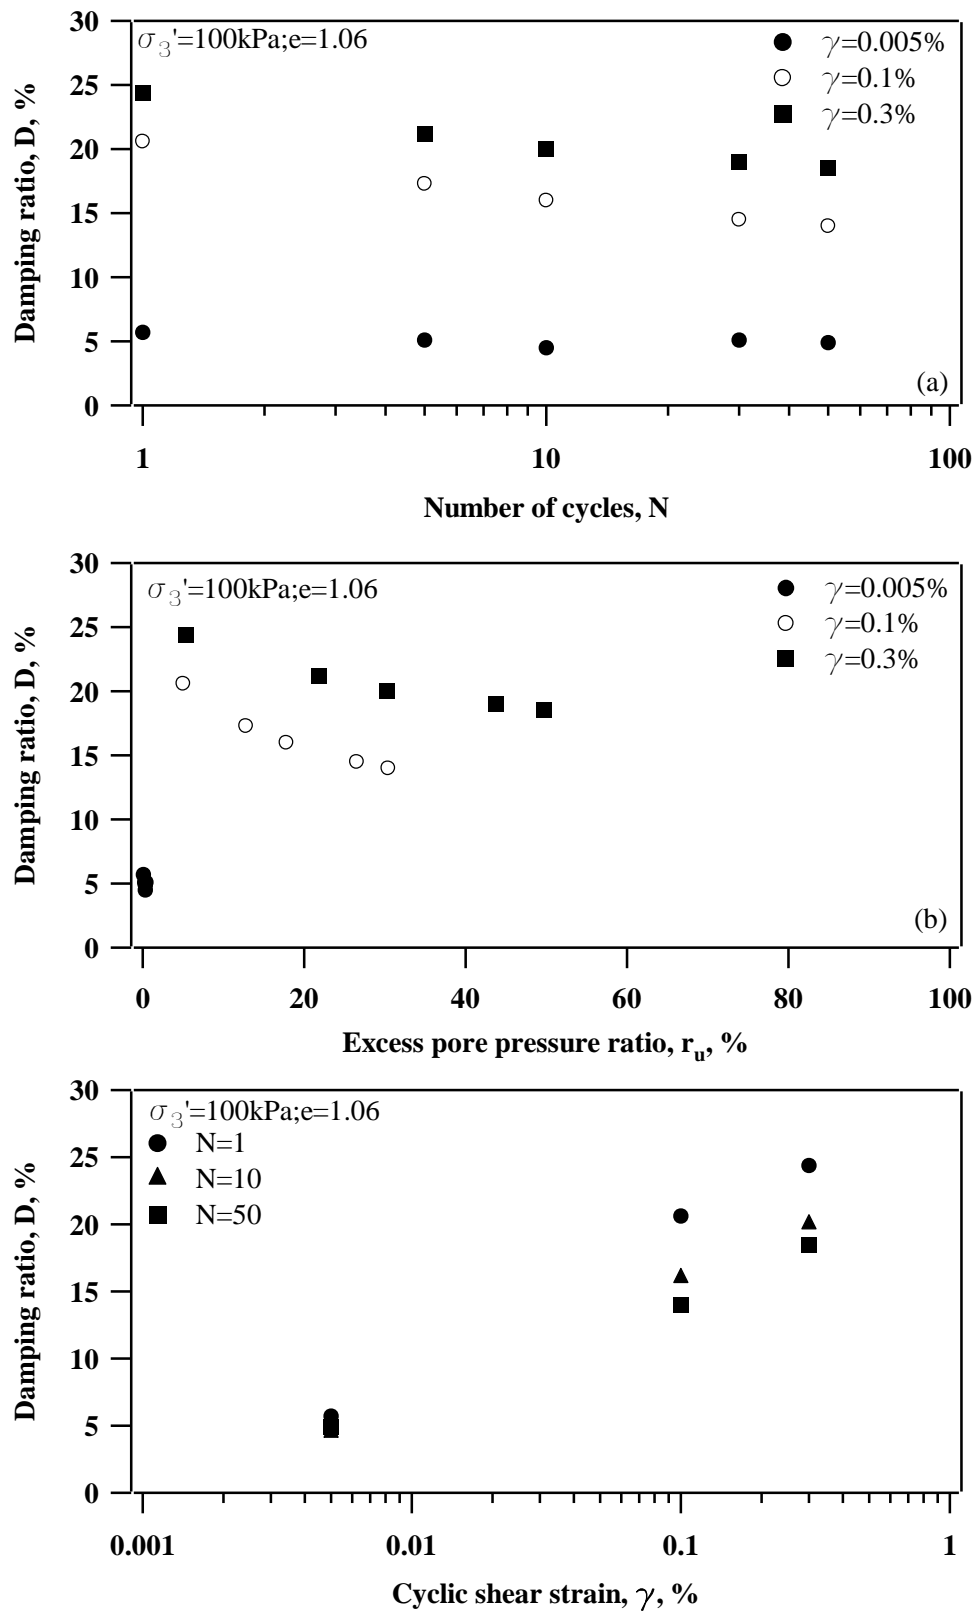 30
σ3'=100kPa;e=1.06
γ=0.005%
25
γ=0.1%
γ=0.3%
20
15
10
5
0
Damping ratio, D, %
(a)
1
10
100
Number of cycles, N
30
σ3'=100kPa;e=1.06
γ=0.005%
25
γ=0.1%
γ=0.3%
20
15
10
5
0
Damping ratio, D, %
(b)
0
20
40
60
80
100
Excess pore pressure ratio, ru, %
30
σ3'=100kPa;e=1.06
N=1
25
N=10
N=50
20
15
10
5
0
Damping ratio, D, %
0.001
0.01
0.1
1
Cyclic shear strain, γ, %